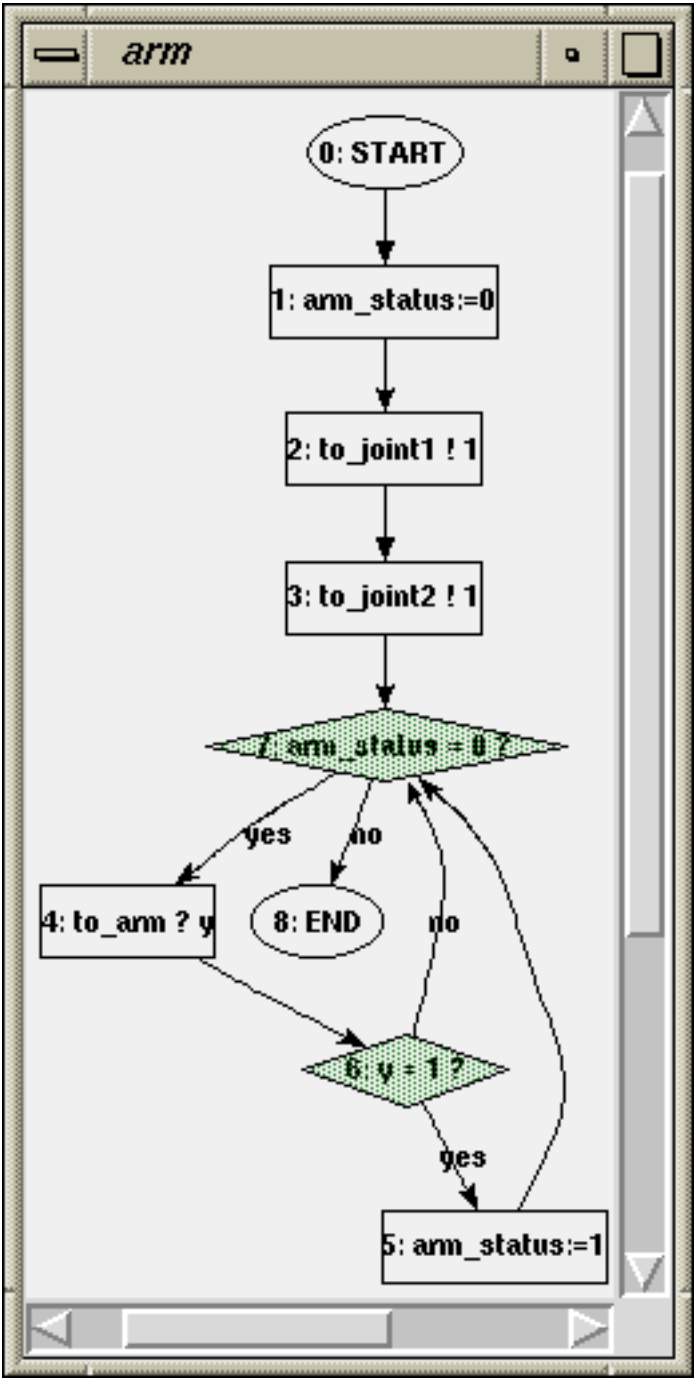 arm
0: START
1: arm_status:=0
2: to_joint1 ! 1
3: to_joint2 ! 1
7: arm_status = 0 ?
yes
no
4: to_arm ? y
8: END
no
6: y = 1 ?
yes
5: arm_status:=1